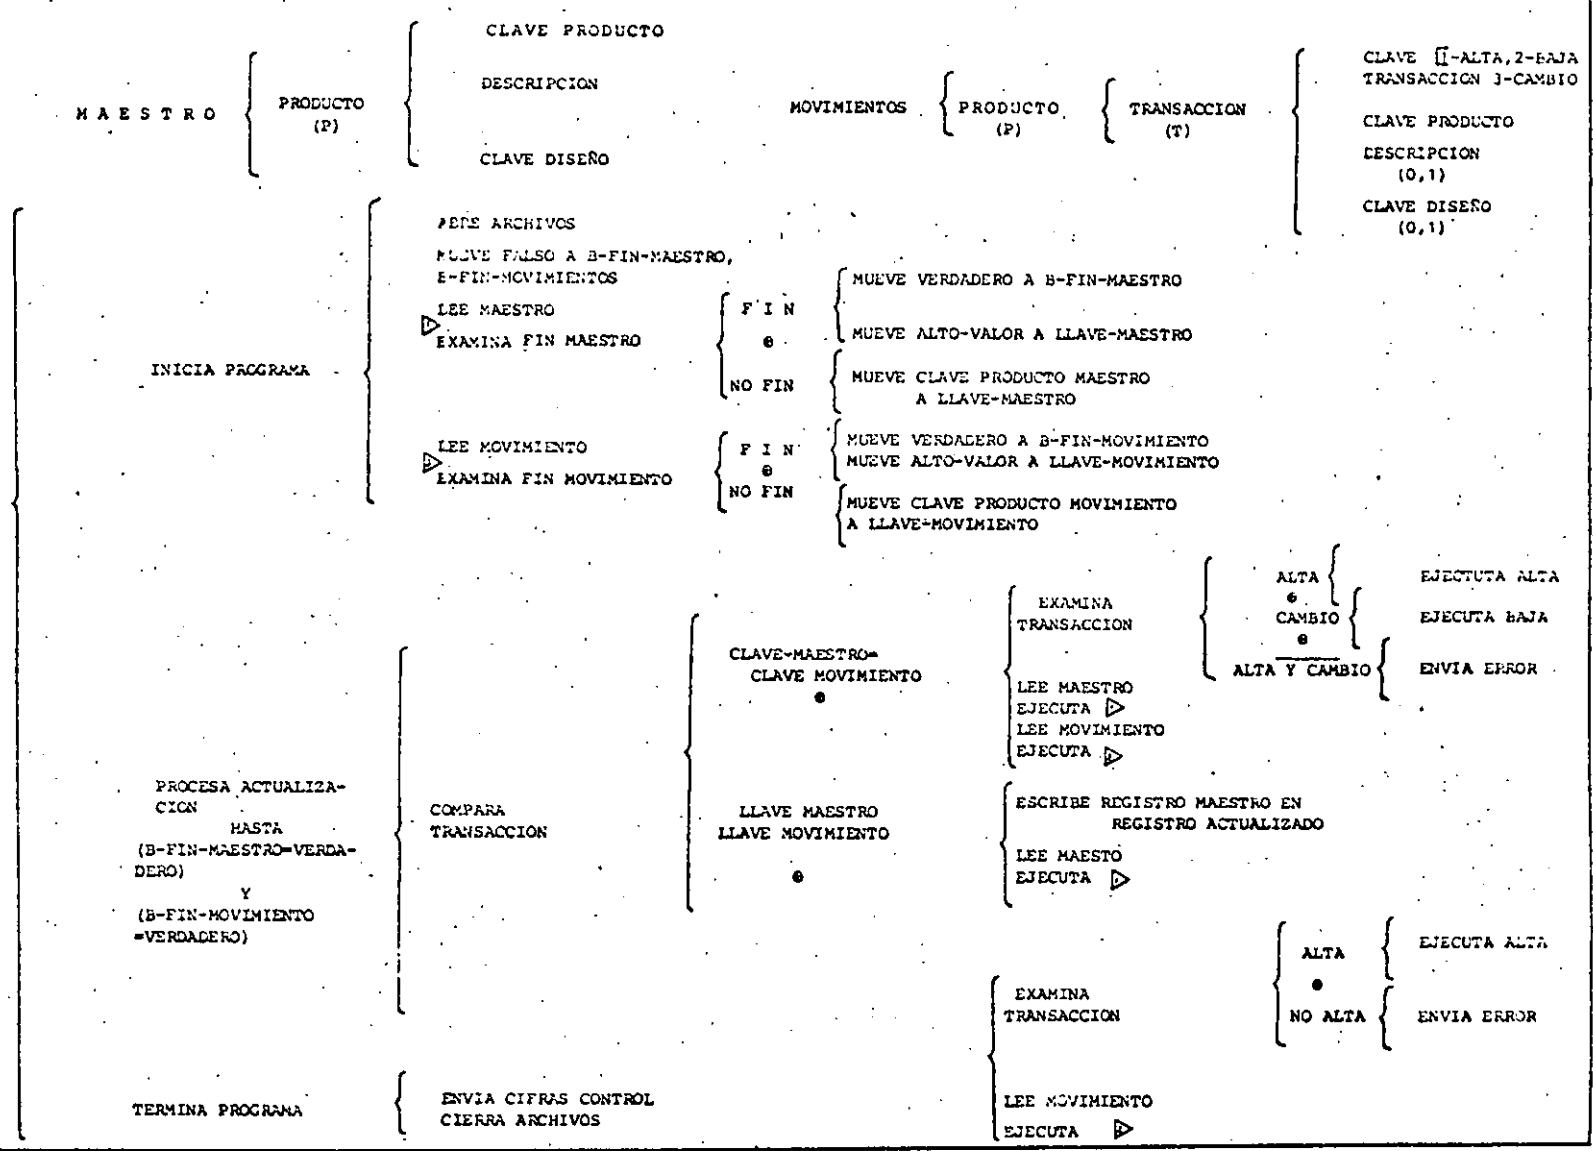 CLAVE PRODUCTO
DESCRIPCION
CLAVE DISEÑO
PRODUCTO
(P)
MAESTRO
MOVIMIENTOS
PRODUCTO
(P)
TRANSACCION
(T)
CLAVE 1-ALTA, 2-BAJA
TRANSACCION 3-CAMBIO
CLAVE PRODUCTO
DESCRIPCION
(0,1)
CLAVE DISEÑO
(0,1)
INICIA PROGRAMA
ARCHIVOS
MUEVE FALSO A B-FIN-MAESTRO,
B-FIN-MOVIMIENTOS
LEE MAESTRO
EXAMINA FIN MAESTRO
FIN
NO FIN
MUEVE VERDADERO A B-FIN-MAESTRO
MUEVE ALTO-VALOR A LLAVE-MAESTRO
MUEVE CLAVE PRODUCTO MAESTRO
A LLAVE-MAESTRO
LEE MOVIMIENTO
EXAMINA FIN MOVIMIENTO
FIN
NO FIN
MUEVE VERDADERO A B-FIN-MOVIMIENTO
MUEVE ALTO-VALOR A LLAVE-MOVIMIENTO
MUEVE CLAVE PRODUCTO MOVIMIENTO
A LLAVE-MOVIMIENTO
PROCESA ACTUALIZA-
CION
HASTA
(B-FIN-MAESTRO=VERDA-
DERO)
Y
(B-FIN-MOVIMIENTO
=VERDADERO)
COMPARA
TRANSACCION
CLAVE-MAESTRO=
CLAVE MOVIMIENTO
EXAMINA
TRANSACCION
ALTA
EJECTUTA ALTA
CAMBIO
EJECUTA BAJA
ALTA Y CAMBIO
ENVIA ERROR
LEE MAESTRO
EJECUTA
LEE MOVIMIENTO
EJECUTA
LLAVE MAESTRO
LLAVE MOVIMIENTO
ESCRIBE REGISTRO MAESTRO EN
REGISTRO ACTUALIZADO
LEE MAESTO
EJECUTA
EXAMINA
TRANSACCION
ALTA
EJECUTA ALTA
NO ALTA
ENVIA ERROR
LEE MOVIMIENTO
EJECUTA
TERMINA PROGRAMA
ENVIA CIFRAS CONTROL
CIERRA ARCHIVOS